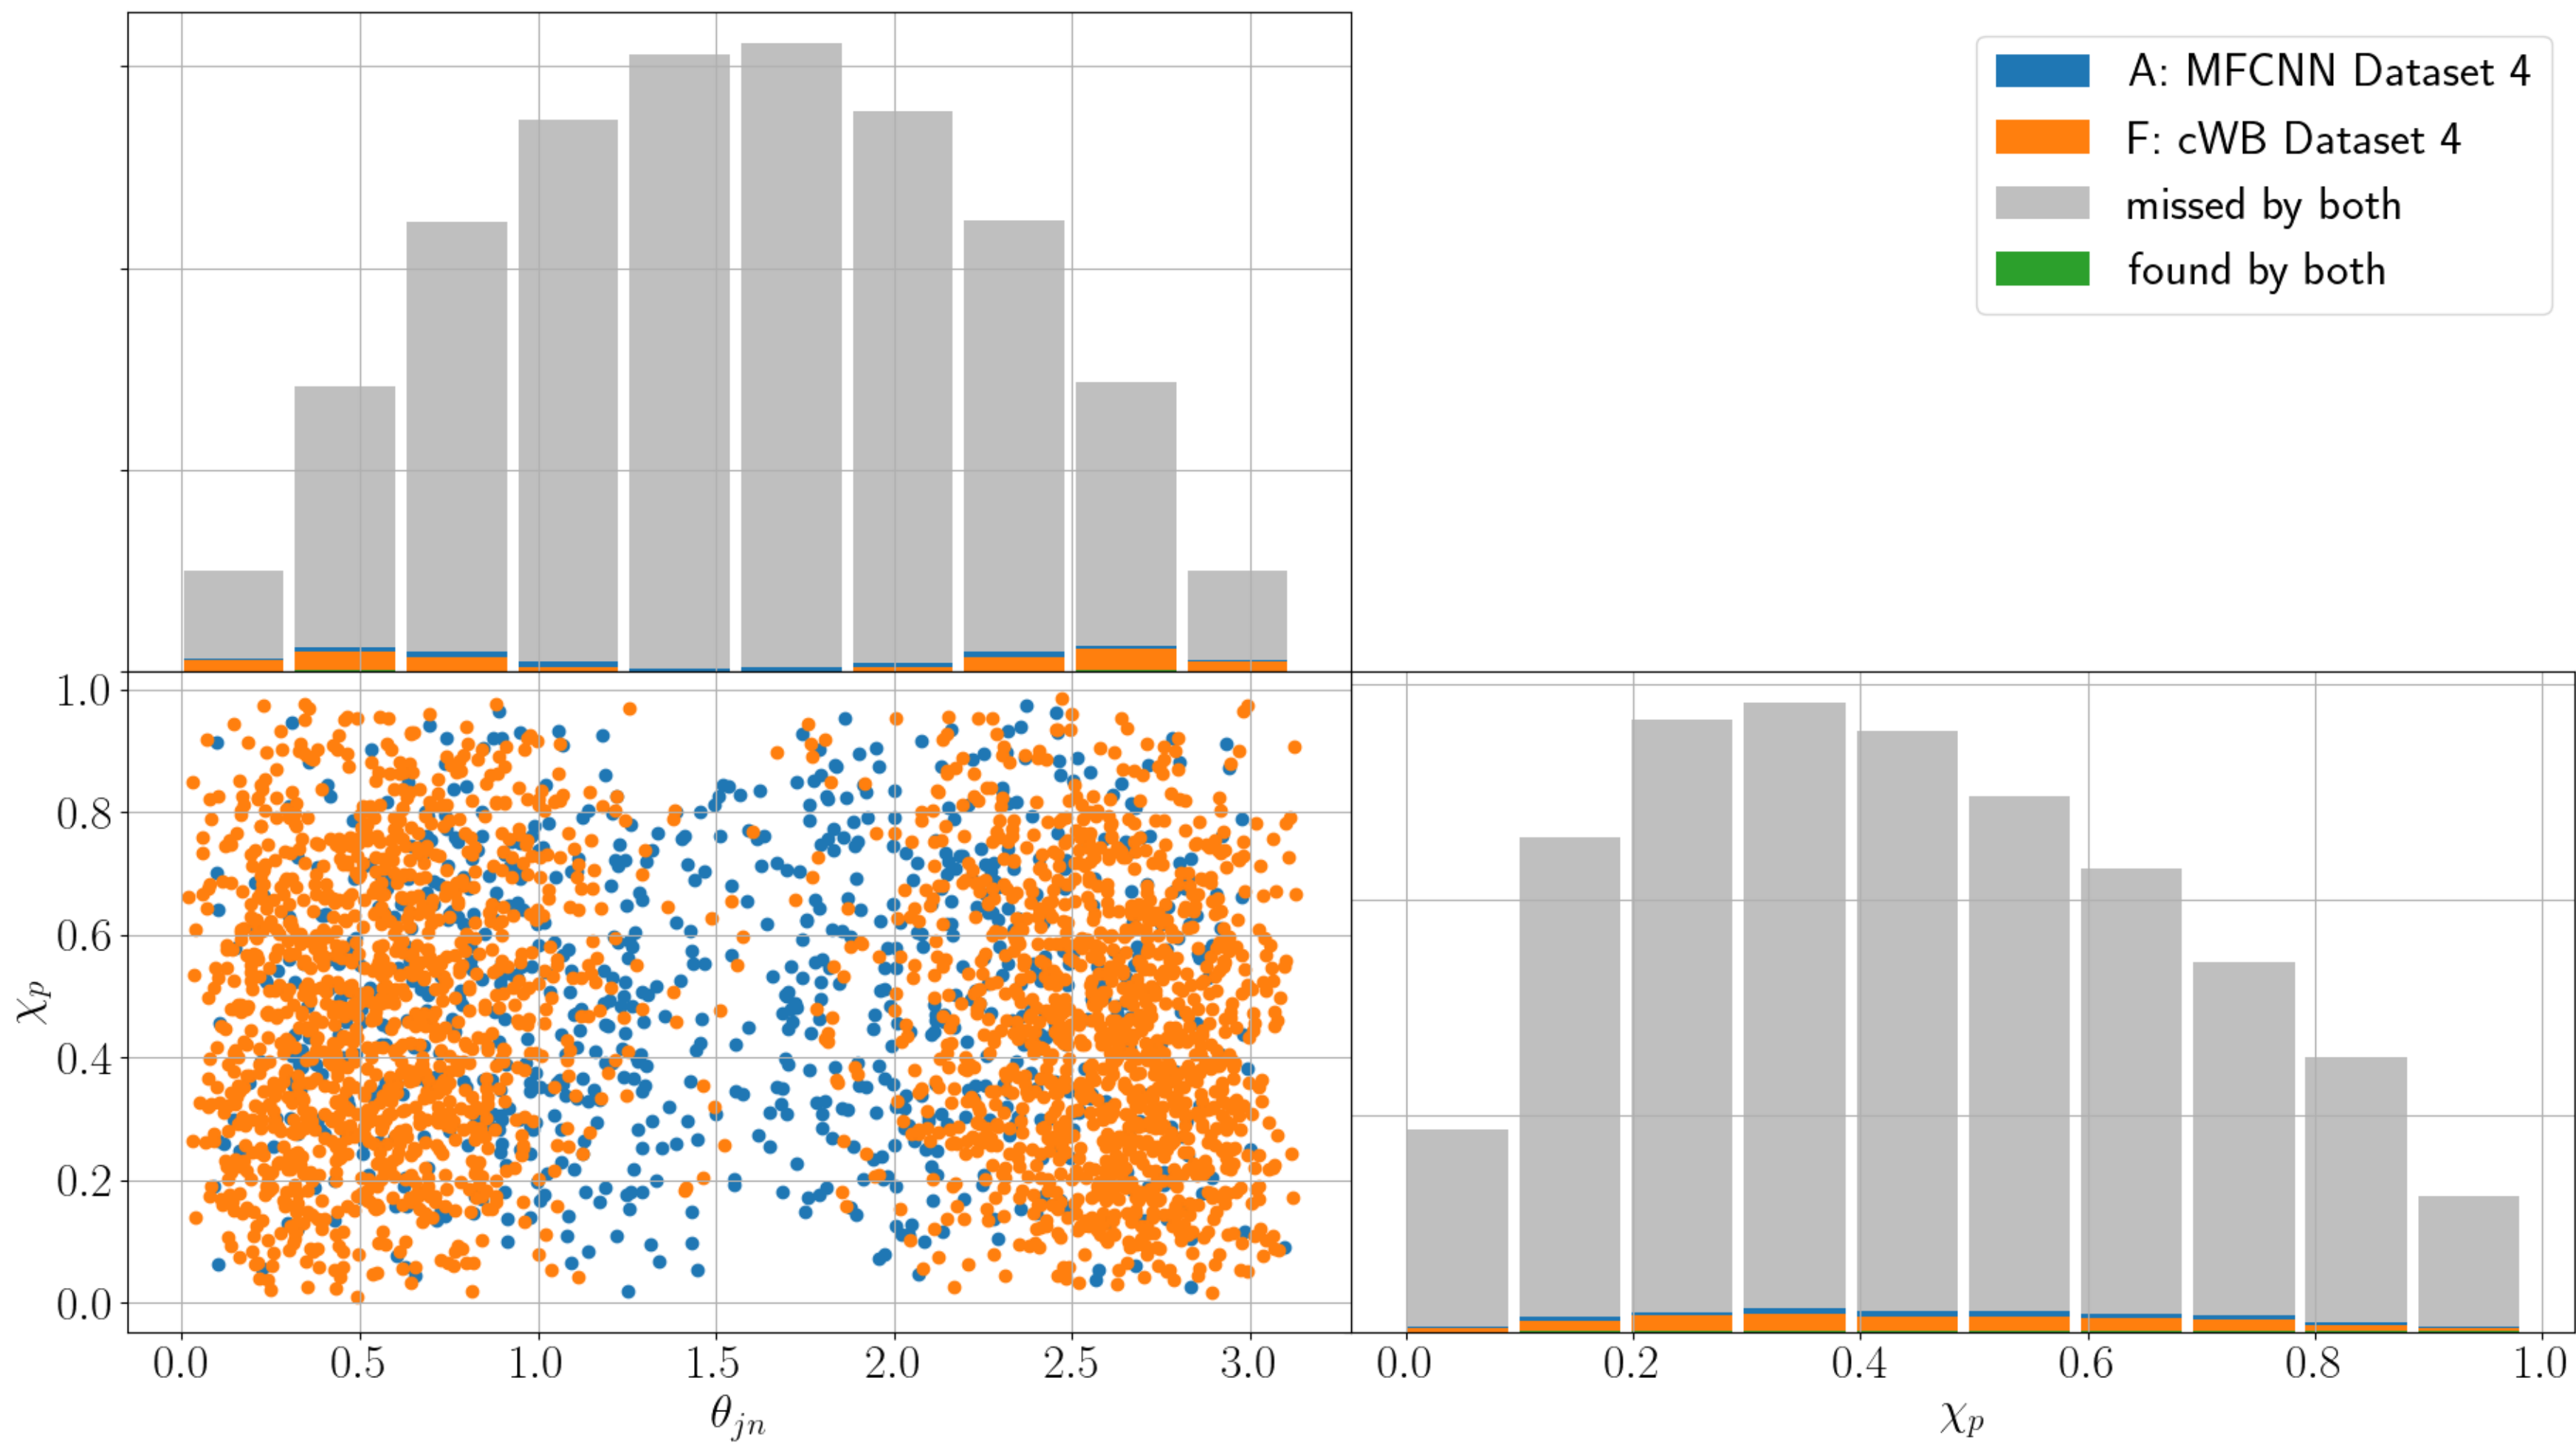 A: MFCNN Dataset 4
F: cWB Dataset 4
missed by both
found by both
1.0
0.8
0.6
0.4
0.2
0.0
χp
0.0 0.5 1.0 1.5 2.0 2.5 3.0
θjn
0.0 0.2 0.4 0.6 0.8 1.0
χp